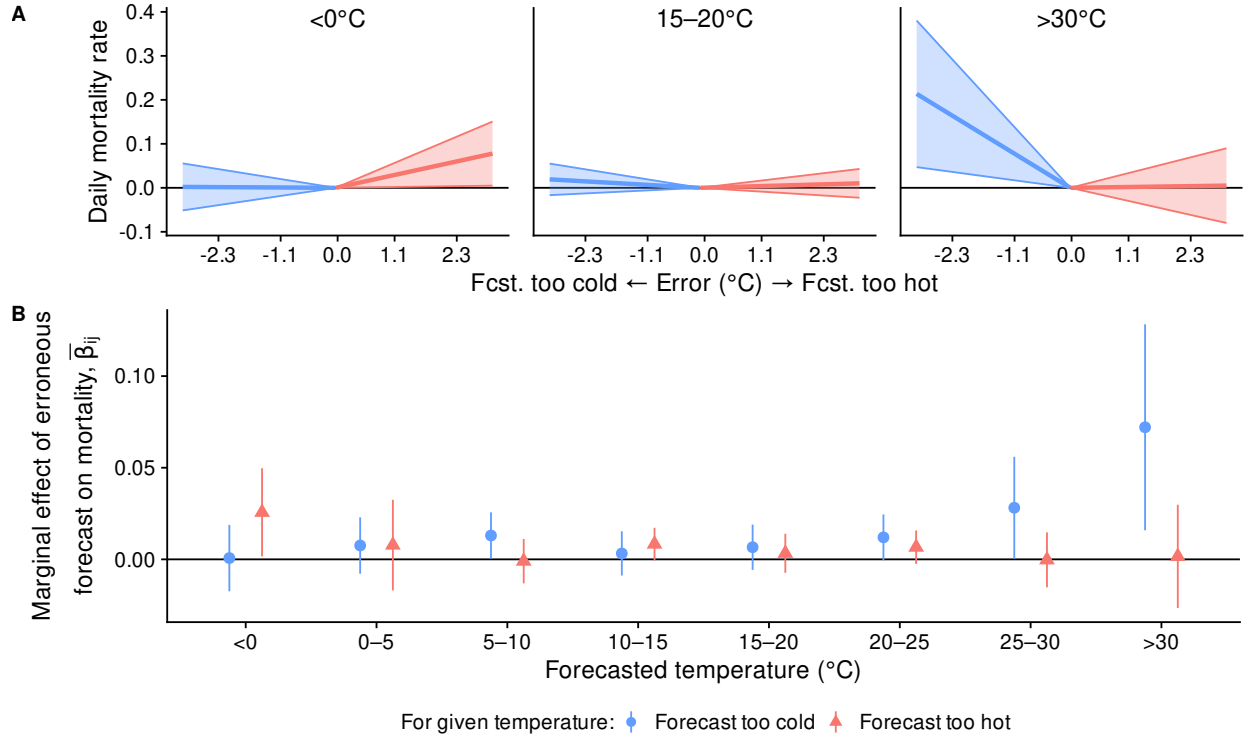 A
<0°C
15–20°C
>30°C
Daily mortality rate
0.4
0.3
0.2
0.1
0.0
-0.1
-2.3 -1.1 0.0 1.1 2.3
-2.3 -1.1 0.0 1.1 2.3
-2.3 -1.1 0.0 1.1 2.3
Fcst. too cold ← Error (°C) → Fcst. too hot
B
Marginal effect of erroneous
forecast on mortality, β̅ij
0.10
0.05
0.00
<0 0–5 5–10 10–15 15–20 20–25 25–30 >30
Forecasted temperature (°C)
For given temperature: Forecast too cold Forecast too hot